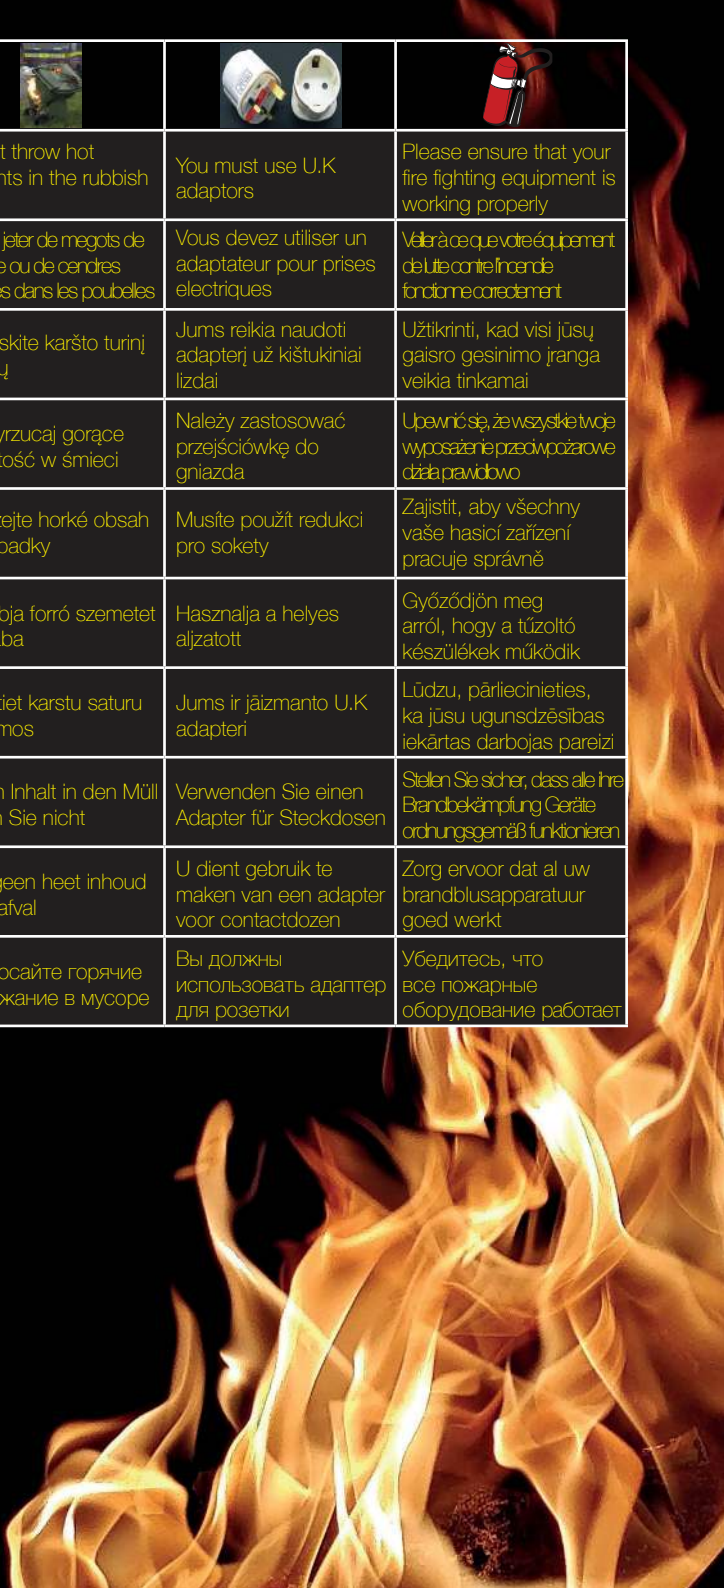 t throw hot
nts in the rubbish
You must use U.K
adaptors
Please ensure that your
fire fighting equipment is
working properly
jeter de megots de
e ou de cendres
es dans les poubelles
Vous devez utiliser un
adaptateur pour prises
electriques
Veiller à ce que votre équipement
de lutte contre l'incendie
fonctionne correctement
skite karšto turinį
ų
Jums reikia naudoti
adapterį už kištukiniai
lizdai
Užtikrinti, kad visi jūsų
gaisro gesinimo įranga
veikia tinkamai
yrzucaj gorące
tość w śmieci
Należy zastosować
przejściówkę do
gniazda
Upewnić się, że wszystkie twoje
wyposażenie przeciwpożarowe
działa prawidłowo
ejte horké obsah
padky
Musíte použít redukci
pro sokety
Zajistit, aby všechny
vaše hasicí zařízení
pracuje správně
bja forró szemetet
ba
Hasznalja a helyes
aljzatott
Győződjön meg
arról, hogy a tűzoltó
készülékek működik
iet karstu saturu
mos
Jums ir jāizmanto U.K
adapteri
Lūdzu, pārliecinieties,
ka jūsu ugunsdzēsības
iekārtas darbojas pareizi
n Inhalt in den Müll
n Sie nicht
Verwenden Sie einen
Adapter für Steckdosen
Stellen Sie sicher, dass alle ihre
Brandbekämpfung Geräte
ordnungsgemäß funktionieren
geen heet inhoud
afval
U dient gebruik te
maken van een adapter
voor contactdozen
Zorg ervoor dat al uw
brandblusapparatuur
goed werkt
осайте горячие
жание в мусоре
Вы должны
использовать адаптер
для розетки
Убедитесь, что
все пожарные
оборудование работает